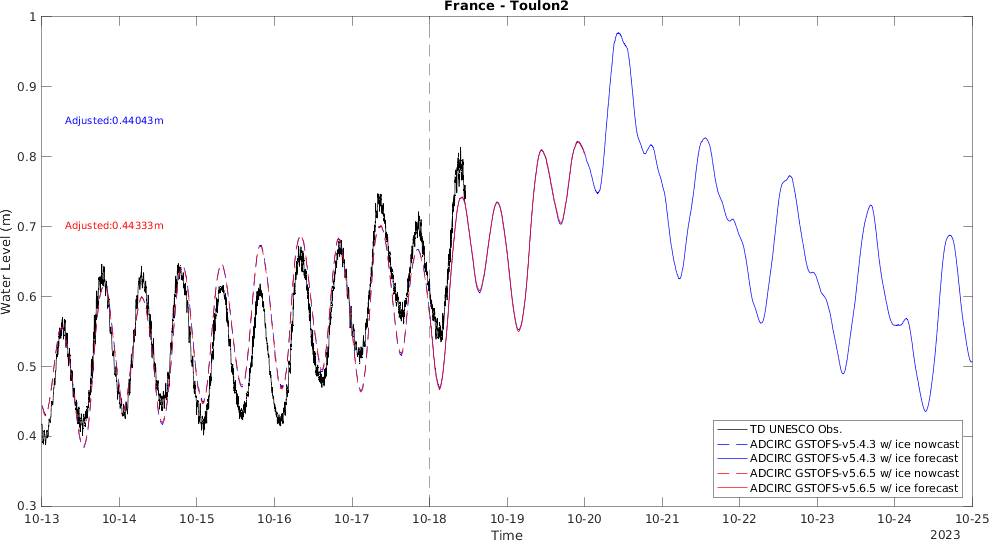 France - Toulon2
1
0.9
0.8
0.7
0.6
0.5
0.4
0.3
Water Level (m)
Adjusted:0.44043m
Adjusted:0.44333m
TD UNESCO Obs.
ADCIRC GSTOFS-v5.4.3 w/ ice nowcast
ADCIRC GSTOFS-v5.4.3 w/ ice forecast
ADCIRC GSTOFS-v5.6.5 w/ ice nowcast
ADCIRC GSTOFS-v5.6.5 w/ ice forecast
10-13 10-14 10-15 10-16 10-17 10-18 10-19 10-20 10-21 10-22 10-23 10-24 10-25
Time
2023